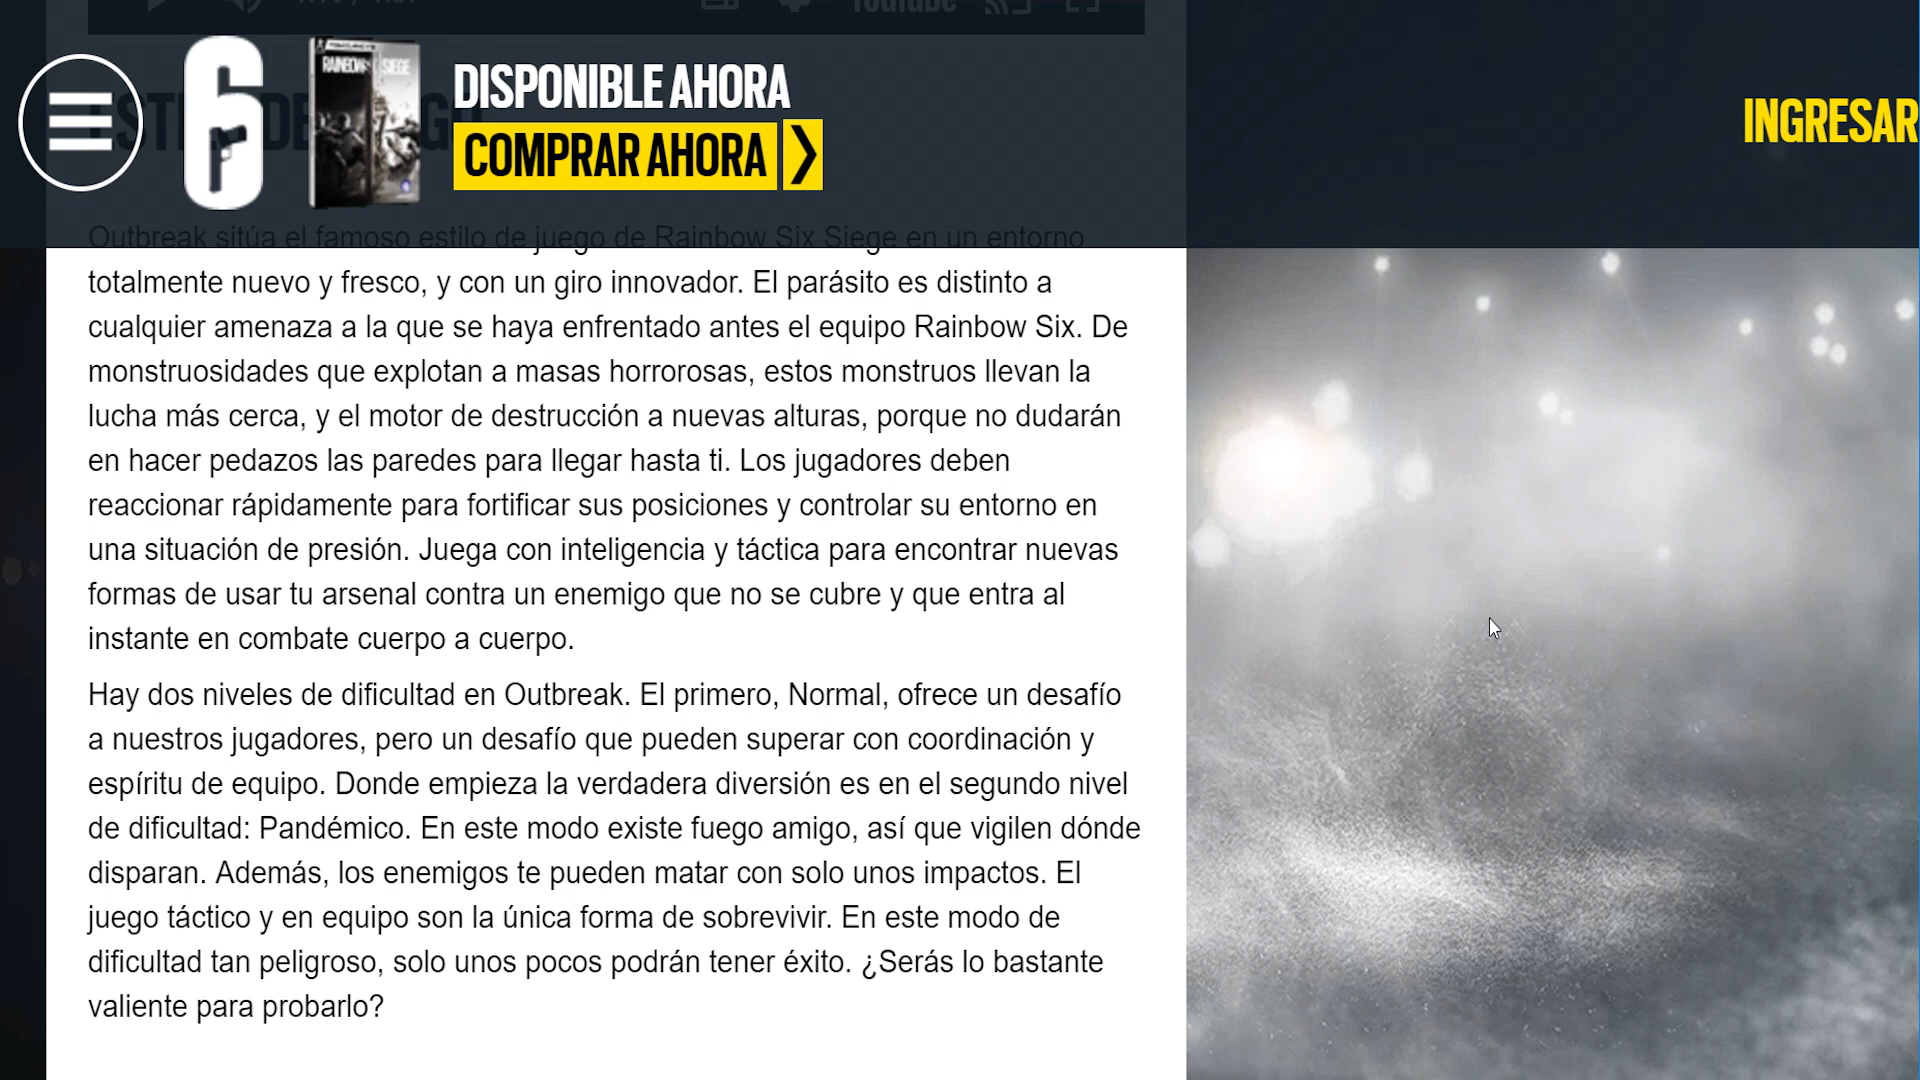 YouTube
DISPONIBLE AHORA
COMPRAR AHORA
INGRESAR
RAINBOW SIEGE
ESTILO DE JUEGO
Outbreak sitúa el famoso estilo de juego de Rainbow Six Siege en un entorno
totalmente nuevo y fresco, y con un giro innovador. El parásito es distinto a
cualquier amenaza a la que se haya enfrentado antes el equipo Rainbow Six. De
monstruosidades que explotan a masas horrorosas, estos monstruos llevan la
lucha más cerca, y el motor de destrucción a nuevas alturas, porque no dudarán
en hacer pedazos las paredes para llegar hasta ti. Los jugadores deben
reaccionar rápidamente para fortificar sus posiciones y controlar su entorno en
una situación de presión. Juega con inteligencia y táctica para encontrar nuevas
formas de usar tu arsenal contra un enemigo que no se cubre y que entra al
instante en combate cuerpo a cuerpo.
Hay dos niveles de dificultad en Outbreak. El primero, Normal, ofrece un desafío
a nuestros jugadores, pero un desafío que pueden superar con coordinación y
espíritu de equipo. Donde empieza la verdadera diversión es en el segundo nivel
de dificultad: Pandémico. En este modo existe fuego amigo, así que vigilen dónde
disparan. Además, los enemigos te pueden matar con solo unos impactos. El
juego táctico y en equipo son la única forma de sobrevivir. En este modo de
dificultad tan peligroso, solo unos pocos podrán tener éxito. ¿Serás lo bastante
valiente para probarlo?